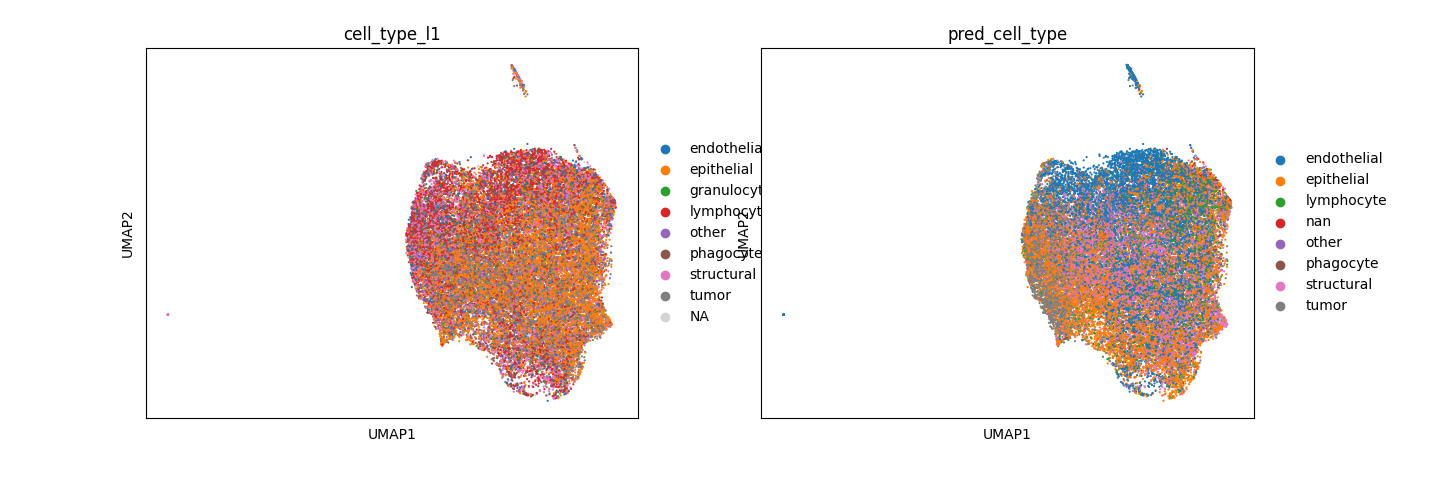 cell_type_l1
UMAP2
UMAP1
endothelia
epithelial
granulocyt
lymphocyt
other
phagocyte
structural
tumor
NA
pred_cell_type
UMAP2
UMAP1
endothelial
epithelial
lymphocyte
nan
other
phagocyte
structural
tumor